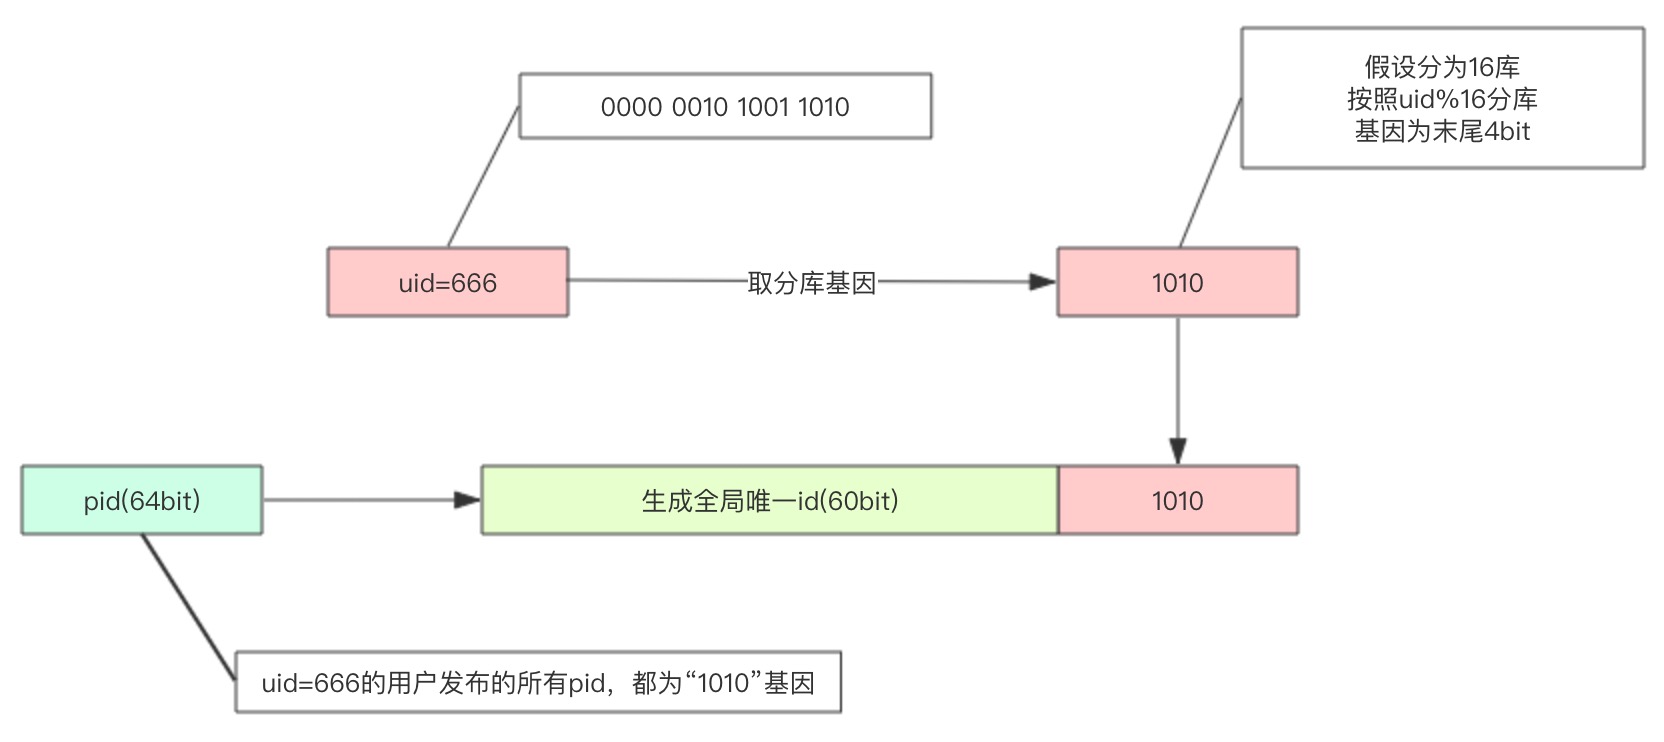 假设分为16库
按照uid%16分库
基因为末尾4bit
0000 0010 1001 1010
uid=666
取分库基因
1010
pid(64bit)
生成全局唯一id(60bit)
1010
uid=666的用户发布的所有pid，都为“1010”基因